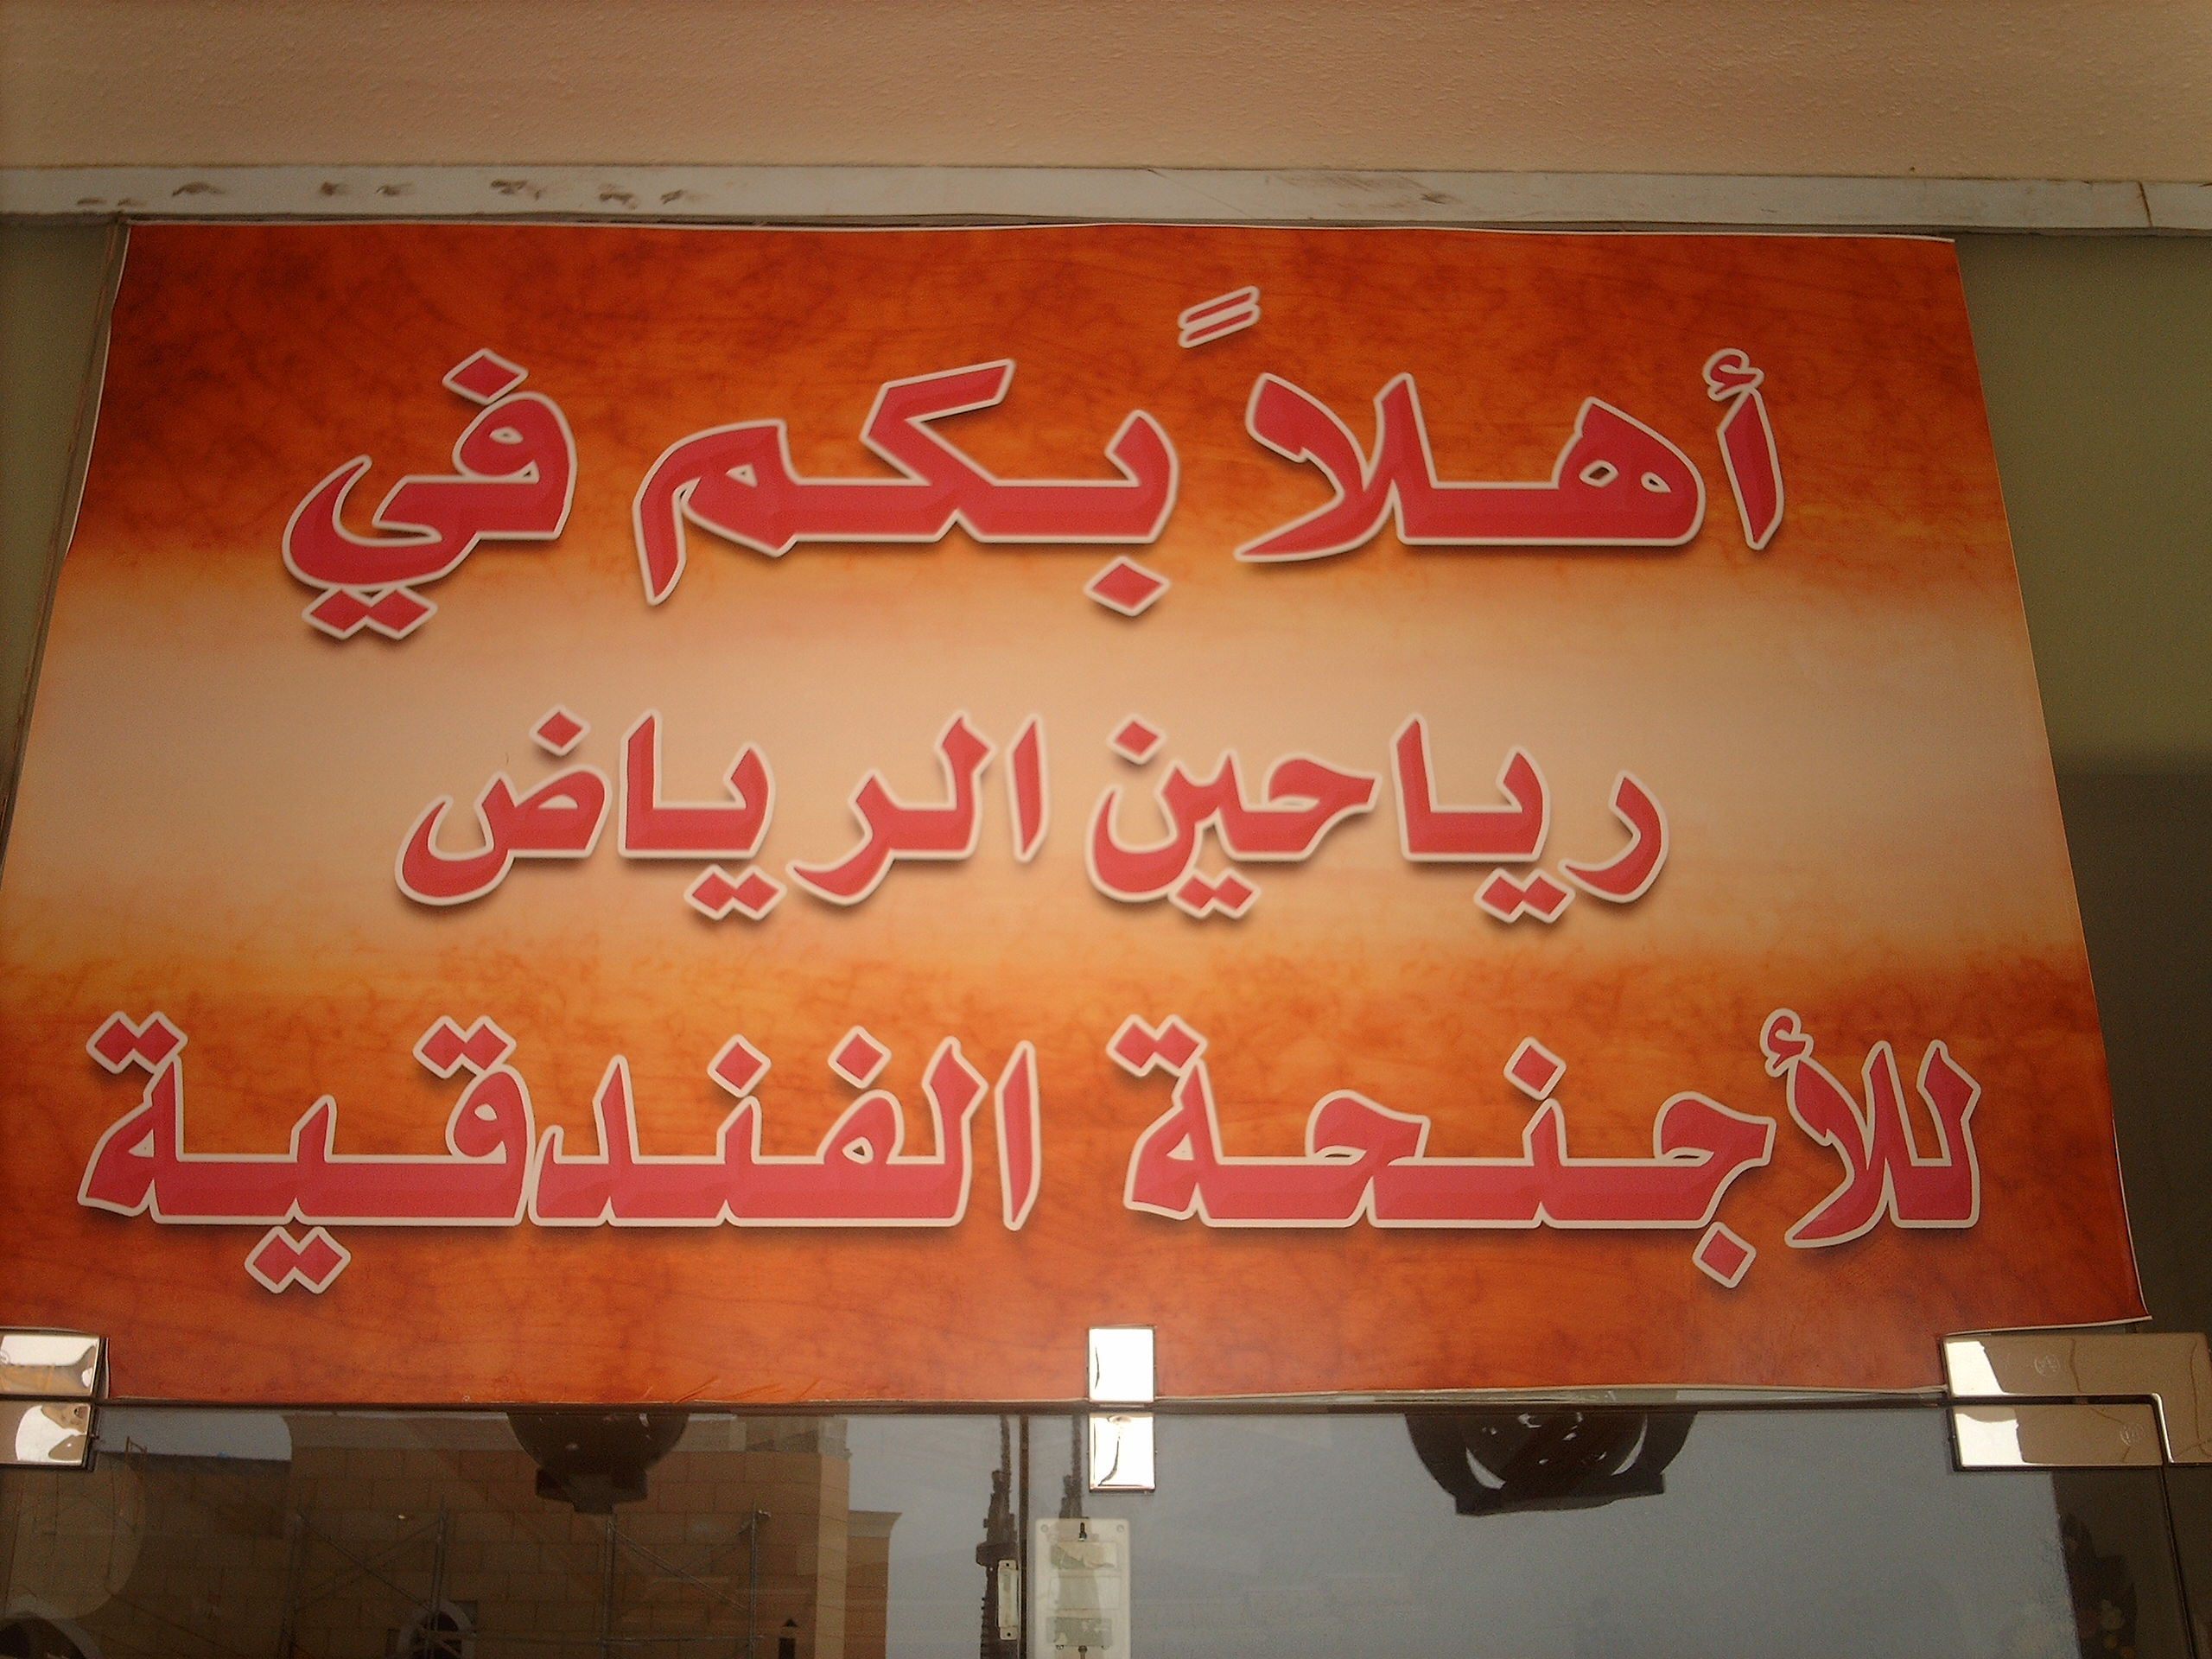 أهلاً بكم في
رياحين الرياض
للأجنحة الفندقية